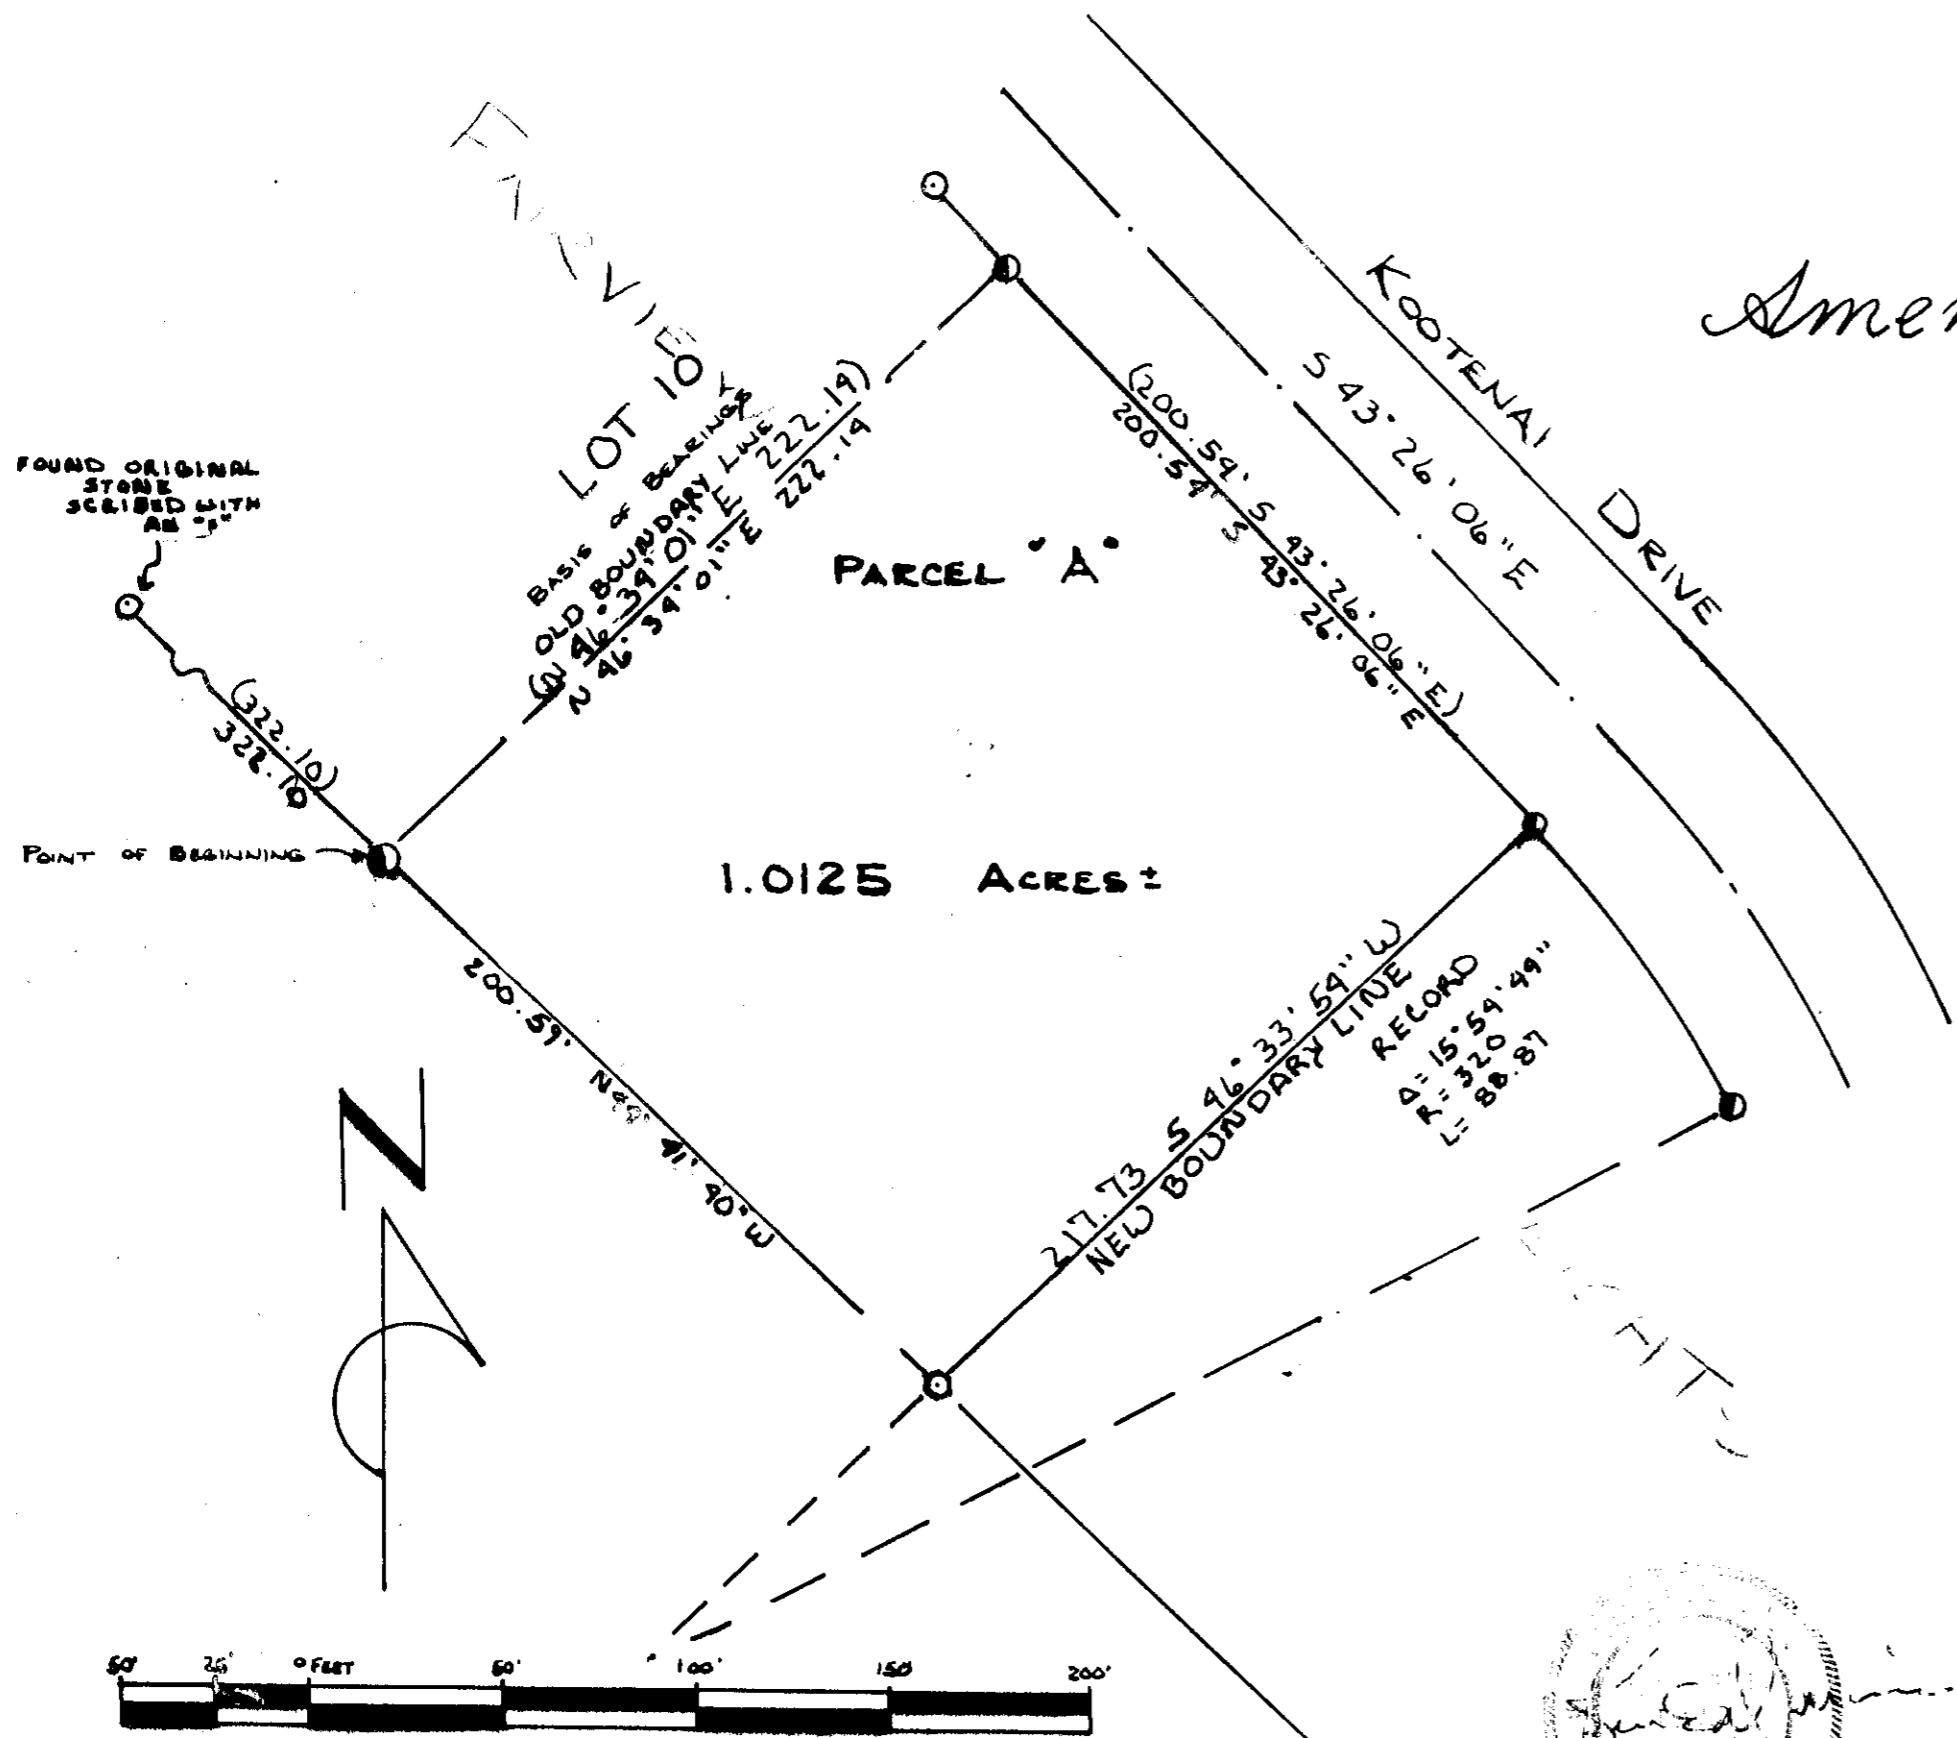 FAIRVIEW
LOT 10
BASIS OF BEARINGS
OLD BOUNDARY LINE
(N 46° 34' 01" E 222.19)
N 46° 34' 01" E 222.19
FOUND ORIGINAL
STONE
SCRIBED WITH
AN
(322.10)
322.10
POINT OF BEGINNING
PARCEL "A"
1.0125 ACRES ±
(200.59' S 43° 26' 06" E)
200.59' S 43° 26' 06" E
S 43° 26' 06" E
KOOTENAI DRIVE
200.59' 41' 40" W
217.73 S 46° 33' 54" W
NEW BOUNDARY LINE
RECORD
Δ= 15° 54' 49"
R= 320
L= 88.87
N
50' 25' 0 FEET 50' 100' 150' 200'